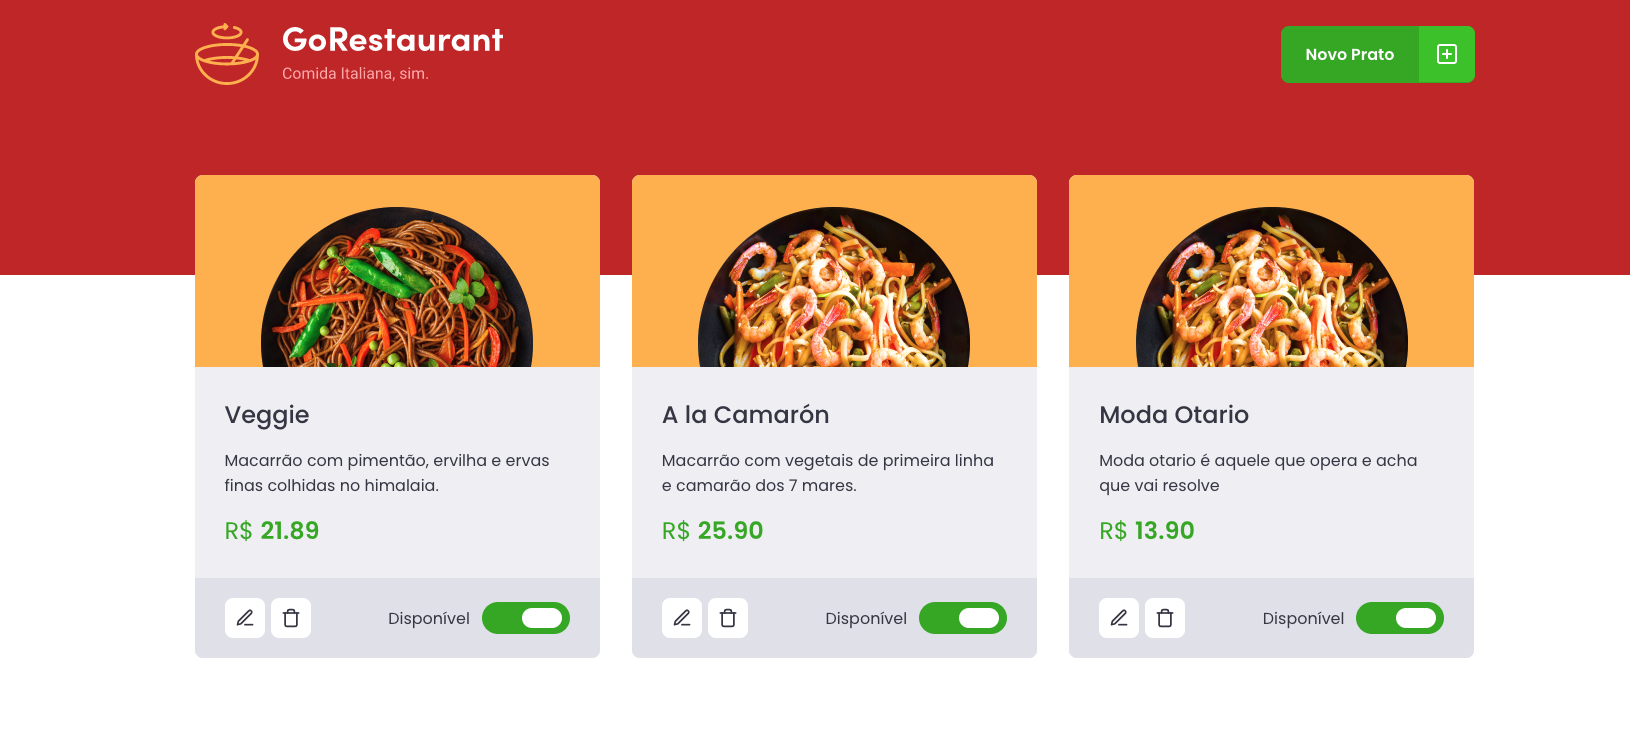 GoRestaurant
Comida Italiana, sim.
Novo Prato
Veggie
Macarrão com pimentão, ervilha e ervas
finas colhidas no himalaia.
R$ 21.89
Disponível
A la Camarón
Macarrão com vegetais de primeira linha
e camarão dos 7 mares.
R$ 25.90
Disponível
Moda Otario
Moda otario é aquele que opera e acha
que vai resolve
R$ 13.90
Disponível